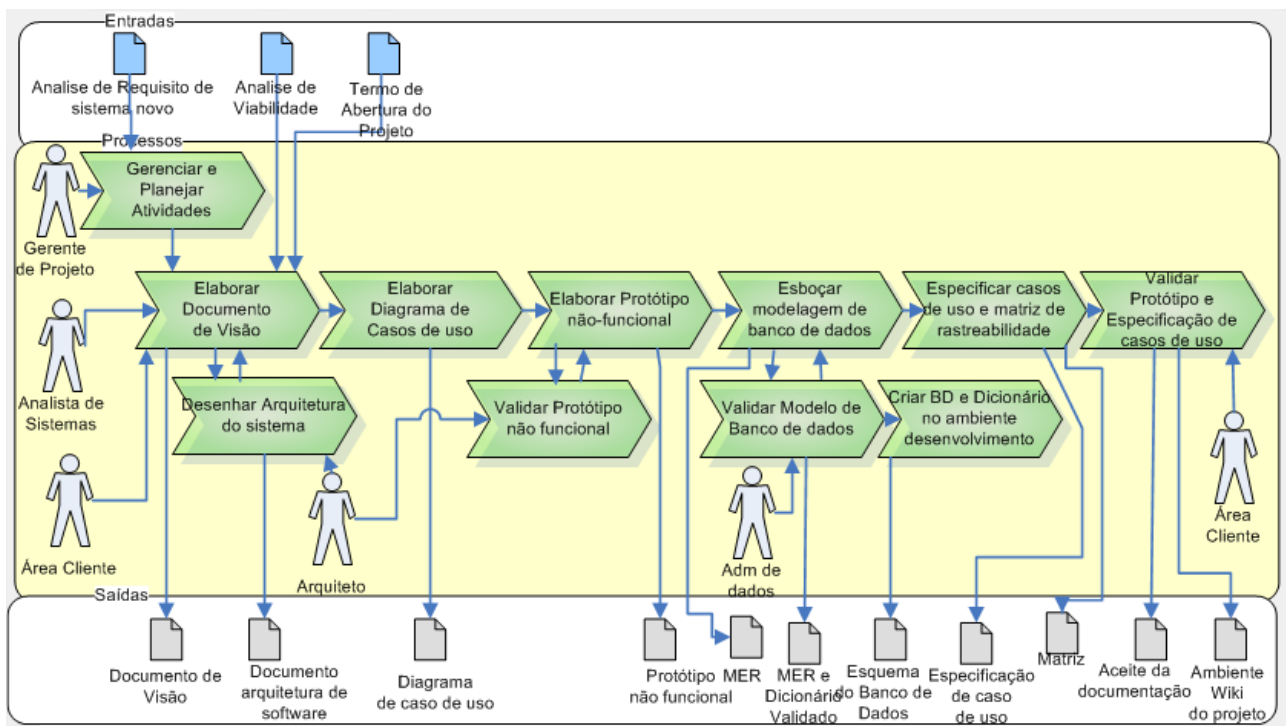 Entradas
Analise de Requisito de
sistema novo
Analise de
Viabilidade
Termo de
Abertura do
Projeto
Processos
Gerenciar e
Planejar
Atividades
Gerente
de Projeto
Elaborar
Documento
de Visão
Elaborar
Diagrama de
Casos de uso
Elaborar Protótipo
não-funcional
Esboçar
modelagem de
banco de dados
Especificar casos
de uso e matriz de
rastreabilidade
Validar
Protótipo e
Especificação de
casos de uso
Analista de
Sistemas
Desenhar Arquitetura
do sistema
Validar Protótipo
não funcional
Validar Modelo de
Banco de dados
Criar BD e Dicionário
no ambiente
desenvolvimento
Área Cliente
Arquiteto
Adm de
dados
Área
Cliente
Saídas
Documento de
Visão
Documento
arquitetura de
software
Diagrama
de caso de uso
Protótipo
não funcional
MER
MER e
Dicionário
Validado
Esquema
do Banco de
Dados
Especificação
de caso
de uso
Matriz
Aceite da
documentação
Ambiente
Wiki
do projeto